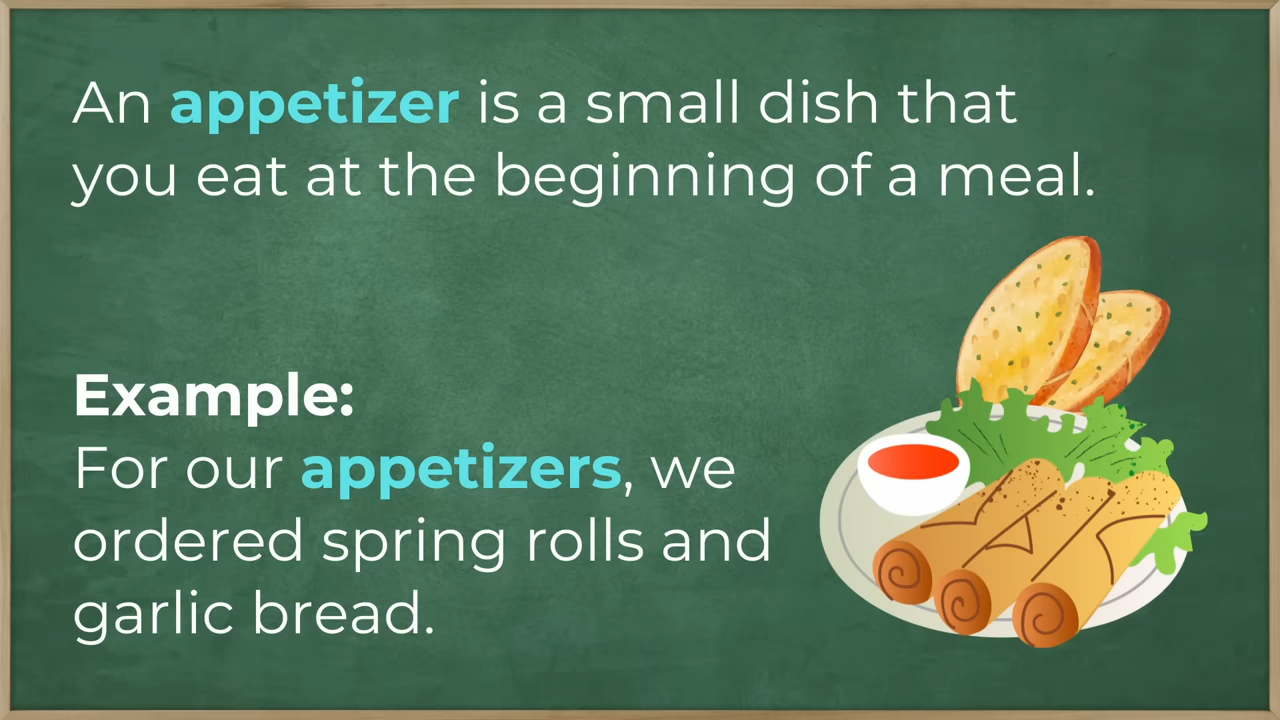 An appetizer is a small dish that
you eat at the beginning of a meal.
Example:
For our appetizers, we
ordered spring rolls and
garlic bread.